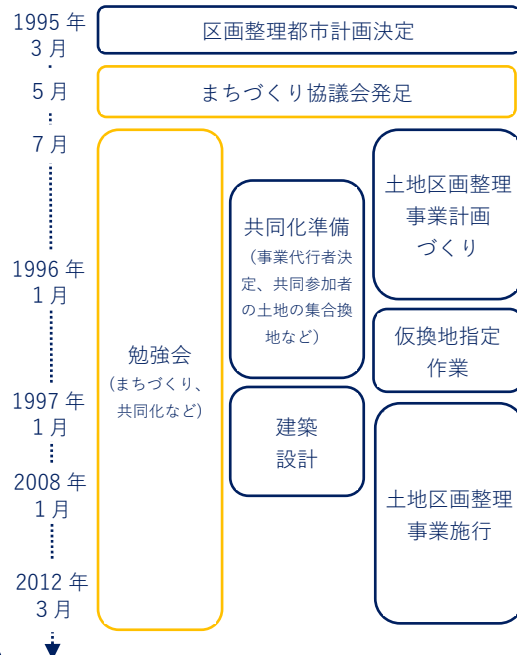 1995 年
3 月
区画整理都市計画決定
5 月
まちづくり協議会発足
7 月
1996 年
1 月
1997 年
1 月
2008 年
1 月
2012 年
3 月
勉強会
(まちづくり、
共同化など)
共同化準備
（事業代行者決
定、共同参加者
の土地の集合換
地など）
建築
設計
土地区画整理
事業計画
づくり
仮換地指定
作業
土地区画整理
事業施行